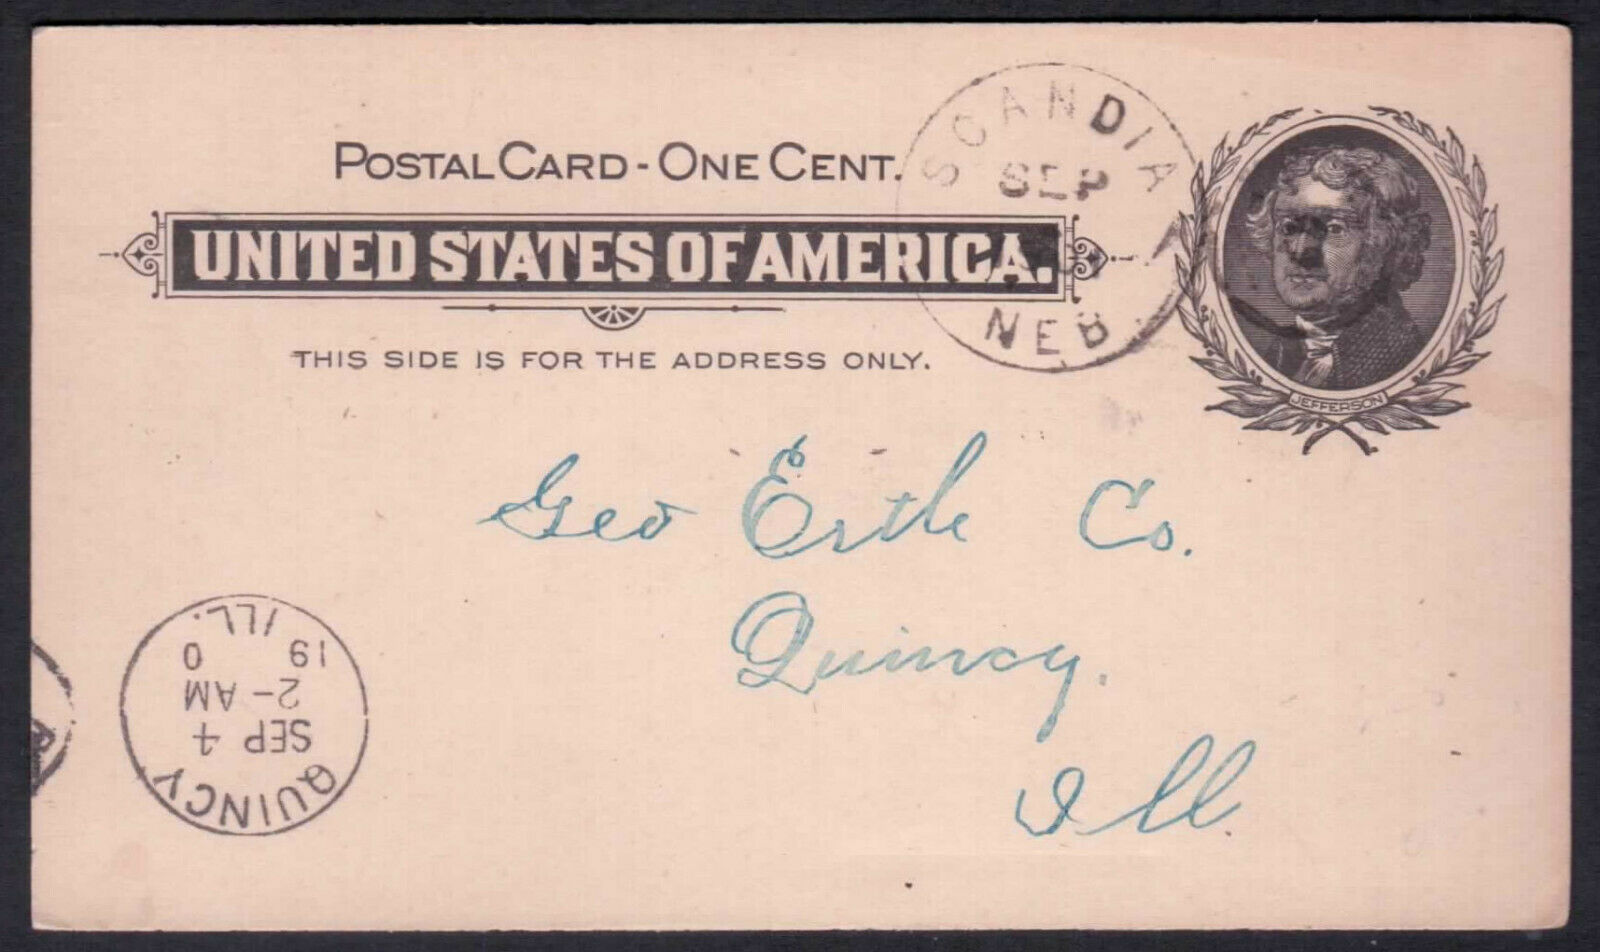 POSTAL CARD - ONE CENT.
UNITED STATES OF AMERICA.
THIS SIDE IS FOR THE ADDRESS ONLY.
SCANDIA
SEP
NEB.
JEFFERSON
Geo Ertle Co.
Quincy.
Ill.
QUINCY
SEP 4
2-AM
19 0
ILL.